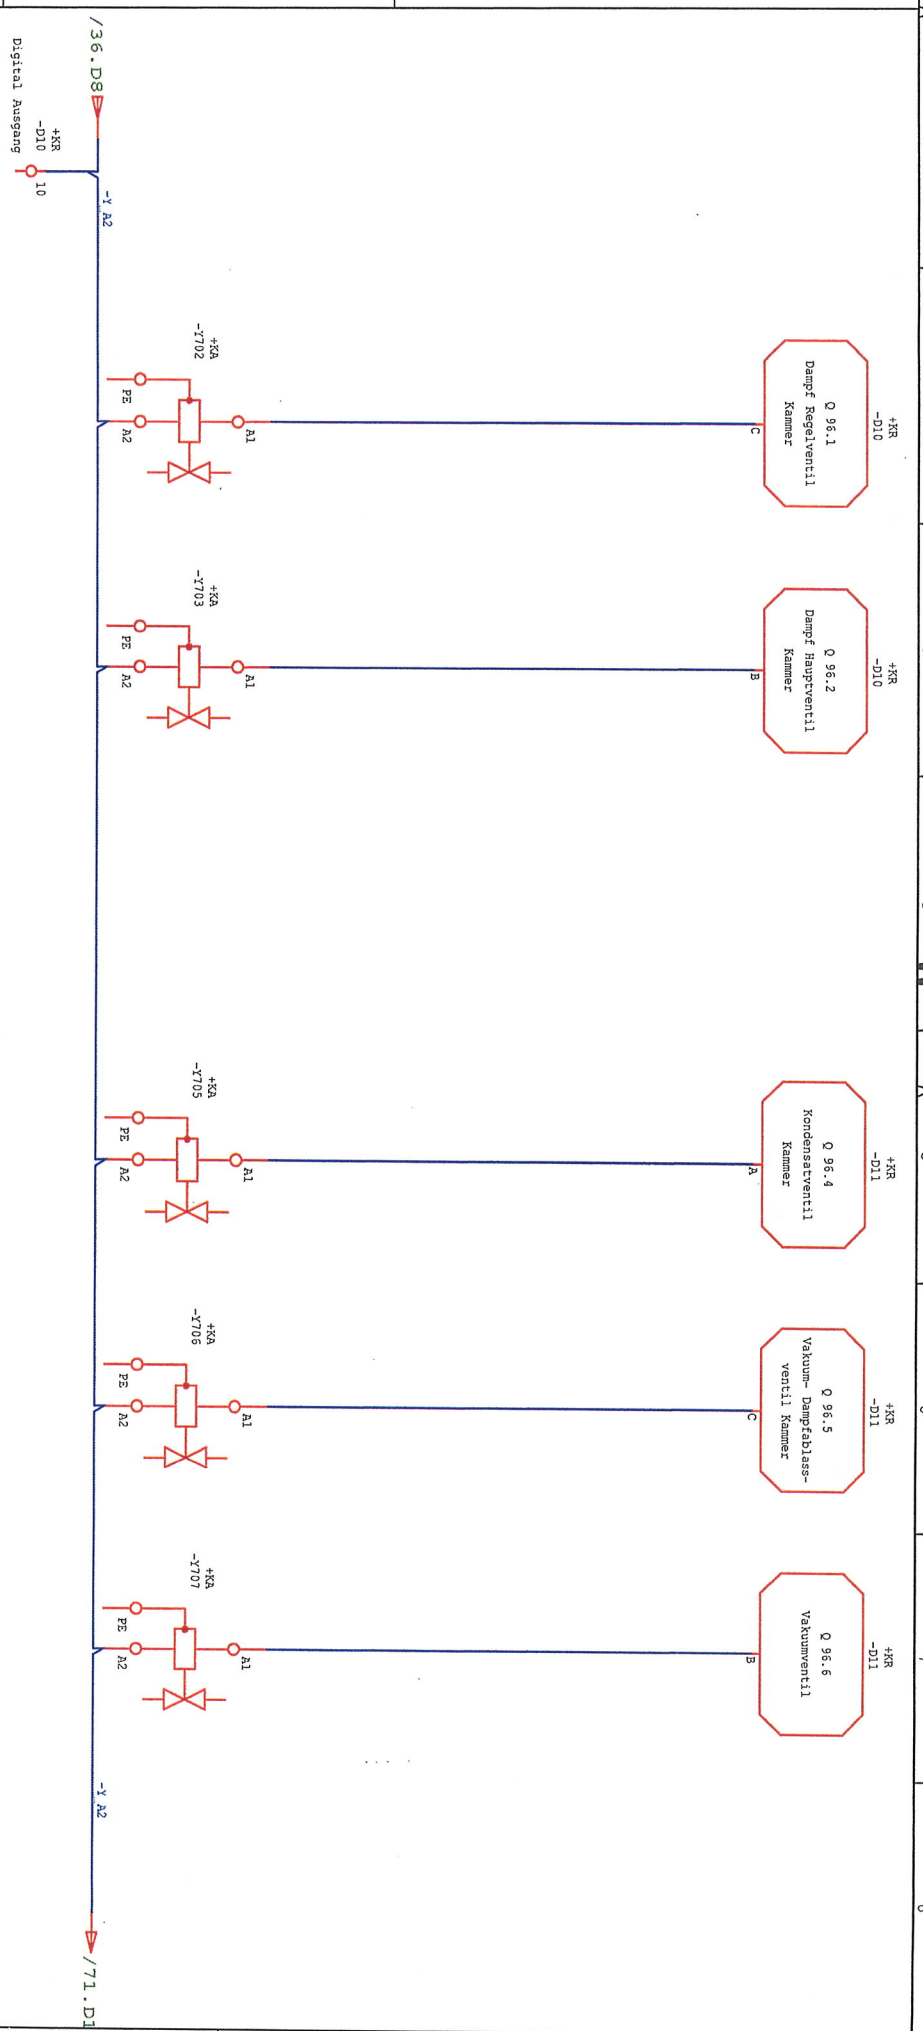 +KR
-D10
Q 96.1
Dampf Regelventil
Kammer
C
+KR
-D10
Q 96.2
Dampf Hauptventil
Kammer
B
+KR
-D11
Q 96.4
Kondensatventil
Kammer
A
+KR
-D11
Q 96.5
Vakuum- Dampfablass-
ventil Kammer
C
+KR
-D11
Q 96.6
Vakuumventil
B
+KA
-Y702
A1
PE
A2
+KA
-Y703
A1
PE
A2
+KA
-Y705
A1
PE
A2
+KA
-Y706
A1
PE
A2
+KA
-Y707
A1
PE
A2
/36.D8
-Y A2
-Y A2
/71.D1
+KR
-D10
10
Digital Ausgang